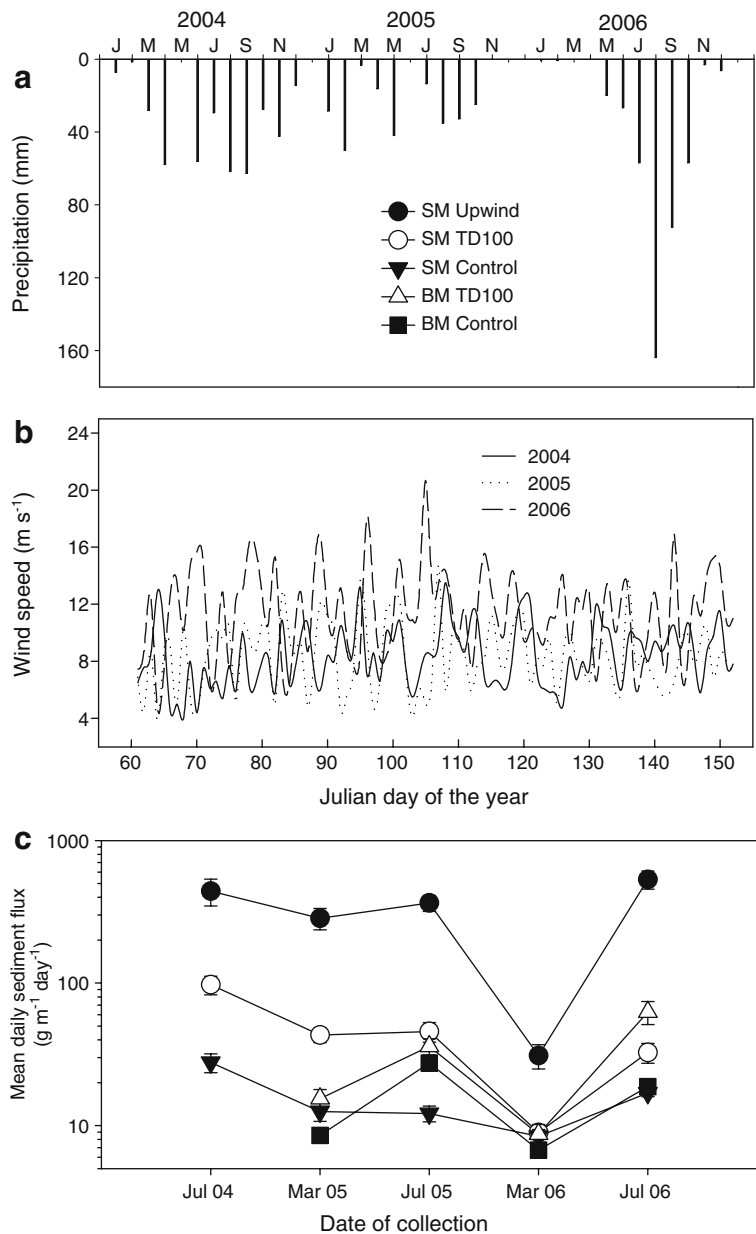 2004 2005 2006
J M M J S N J M M J S N J M M J S N
a
0
40
80
120
160
Precipitation (mm)
SM Upwind
SM TD100
SM Control
BM TD100
BM Control
b
24
20
16
12
8
4
Wind speed (m s-1)
2004
2005
2006
60 70 80 90 100 110 120 130 140 150
Julian day of the year
c
1000
100
10
Mean daily sediment flux
(g m-1 day-1)
Jul 04 Mar 05 Jul 05 Mar 06 Jul 06
Date of collection